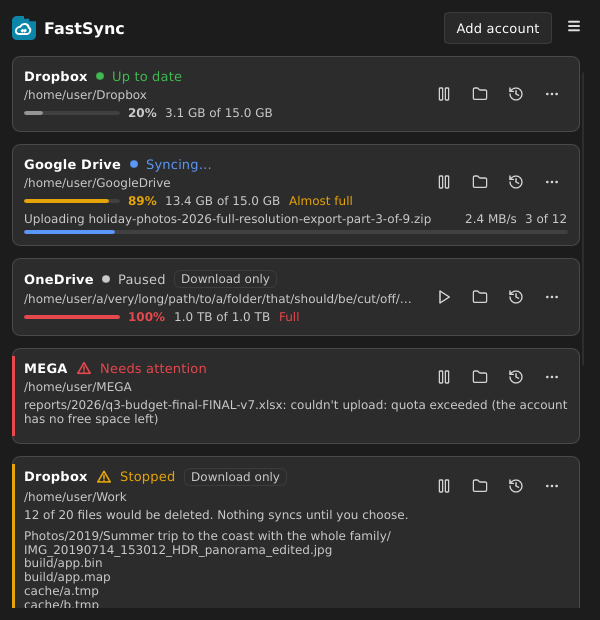 FastSync
Add account
Dropbox Up to date
/home/user/Dropbox
20% 3.1 GB of 15.0 GB
Google Drive Syncing...
/home/user/GoogleDrive
89% 13.4 GB of 15.0 GB Almost full
Uploading holiday-photos-2026-full-resolution-export-part-3-of-9.zip 2.4 MB/s 3 of 12
OneDrive Paused Download only
/home/user/a/very/long/path/to/a/folder/that/should/be/cut/off/...
100% 1.0 TB of 1.0 TB Full
MEGA Needs attention
/home/user/MEGA
reports/2026/q3-budget-final-FINAL-v7.xlsx: couldn't upload: quota exceeded (the account
has no free space left)
Dropbox Stopped Download only
/home/user/Work
12 of 20 files would be deleted. Nothing syncs until you choose.
Photos/2019/Summer trip to the coast with the whole family/
IMG_20190714_153012_HDR_panorama_edited.jpg
build/app.bin
build/app.map
cache/a.tmp
cache/b.tmp